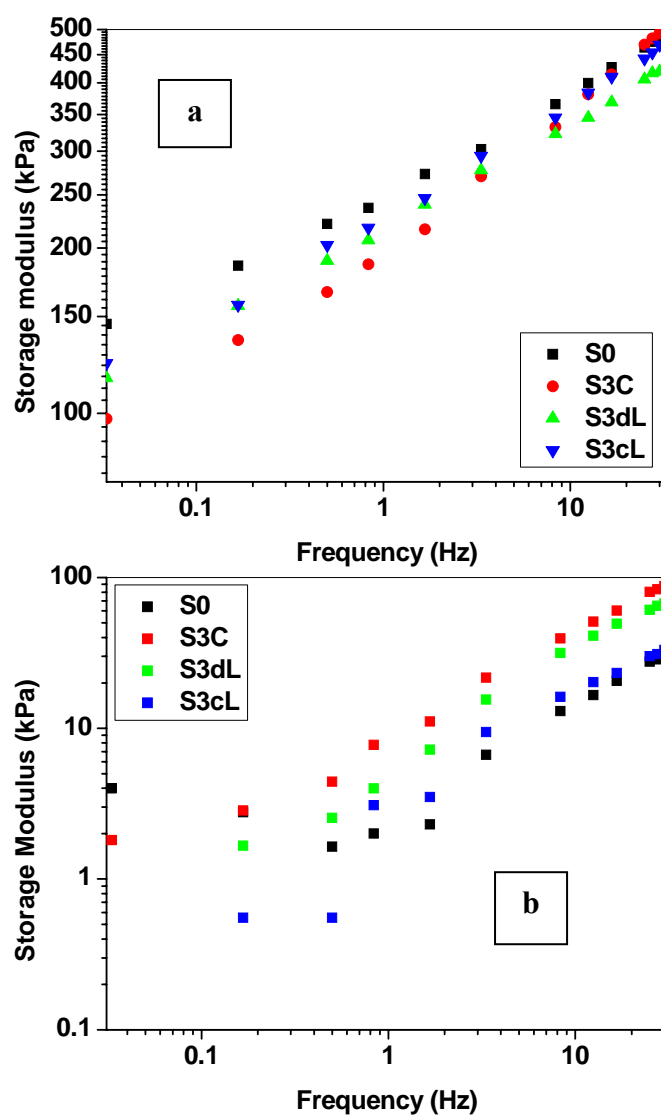 500
450
400
350
300
250
200
150
100
Storage modulus (kPa)
a
S0
S3C
S3dL
S3cL
0.1
1
10
Frequency (Hz)
100
10
1
0.1
Storage Modulus (kPa)
S0
S3C
S3dL
S3cL
b
0.1
1
10
Frequency (Hz)